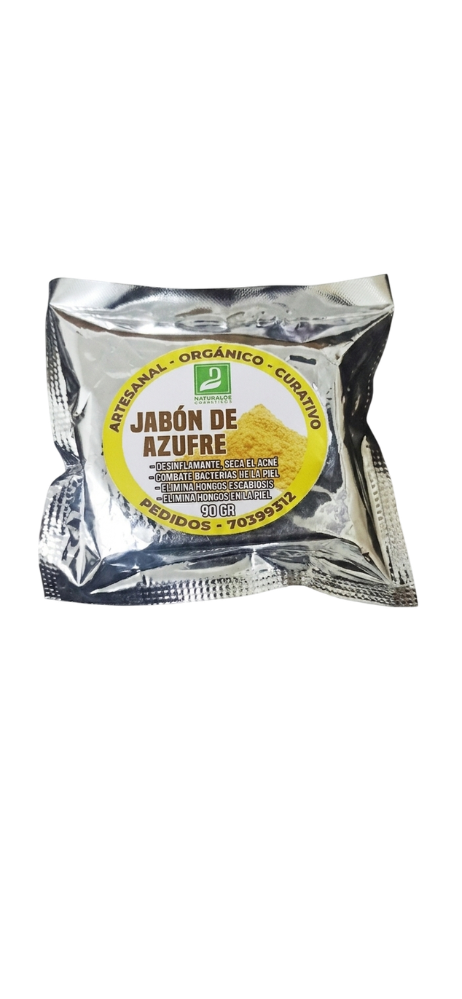 ARTESANAL - ORGÁNICO - CURATIVO
NATURALOE
COSMETICOS
JABÓN DE
AZUFRE
- DESINFLAMANTE, SECA EL ACNÉ
- COMBATE BACTERIAS HE LA PIEL
- ELIMINA HONGOS ESCABIOSIS
- ELIMINA HONGOS EN LA PIEL
90 GR
PEDIDOS - 70399312